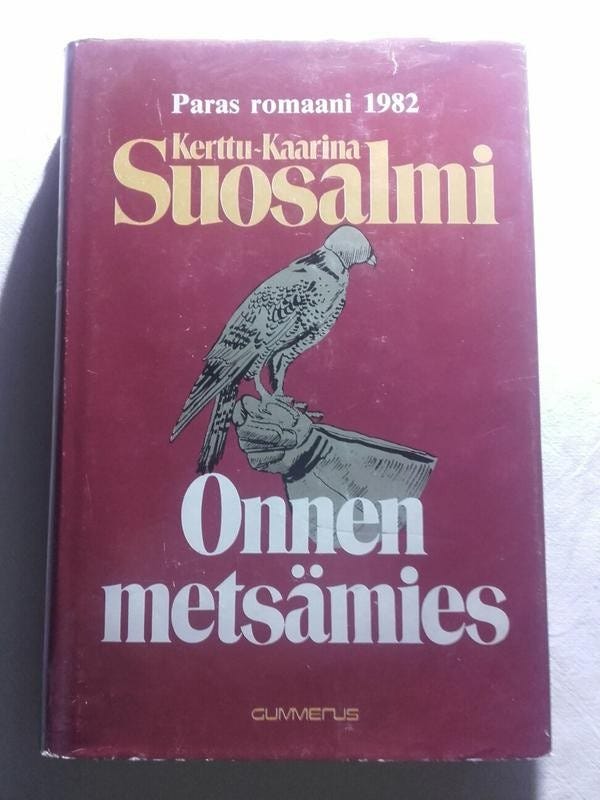 Paras romaani 1982
Kerttu-Kaarina
Suosalmi
Onnen
metsämies
GUMMERUS